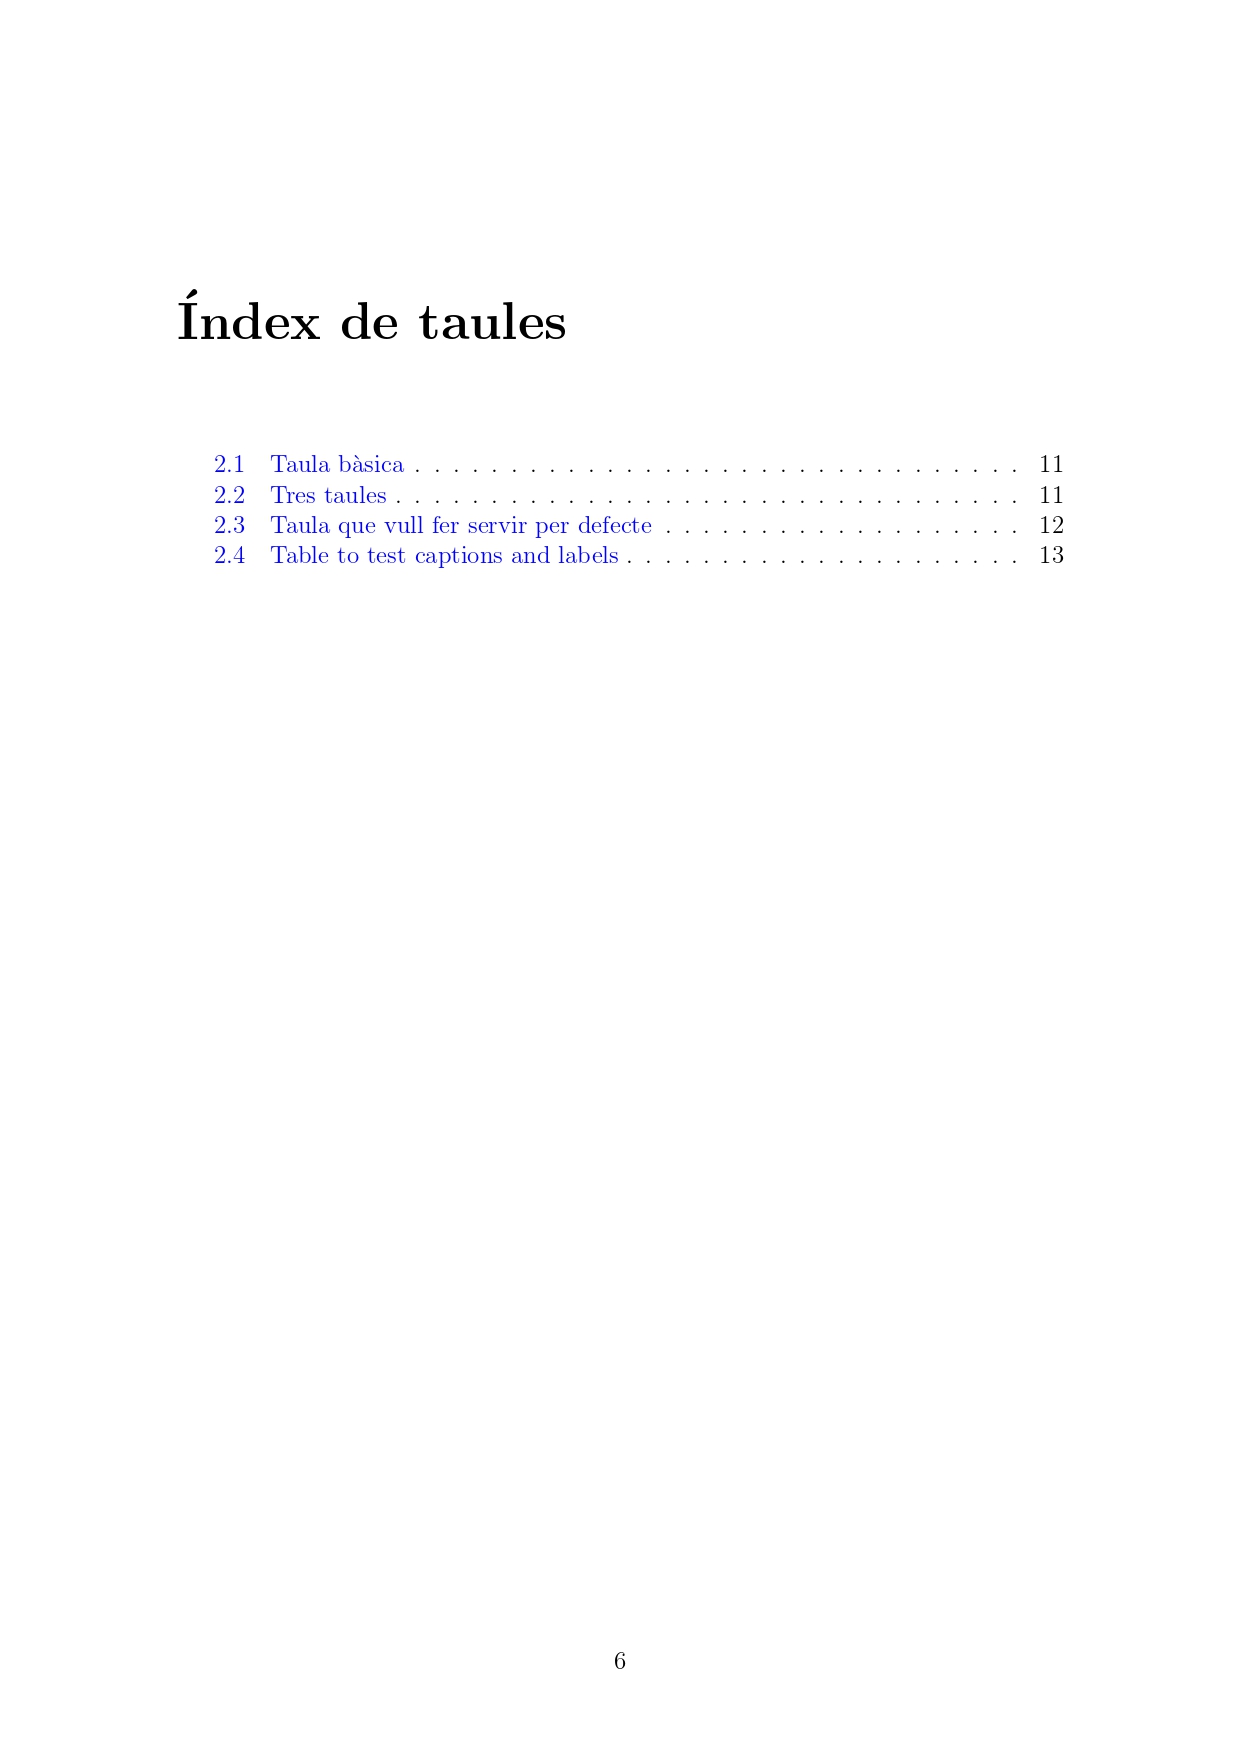 Índex de taules
2.1 Taula bàsica . . . . . . . . . . . . . . . . . . . . . . . . . . . . . . . . 11
2.2 Tres taules . . . . . . . . . . . . . . . . . . . . . . . . . . . . . . . . . 11
2.3 Taula que vull fer servir per defecte . . . . . . . . . . . . . . . . . . . 12
2.4 Table to test captions and labels . . . . . . . . . . . . . . . . . . . . . 13
6